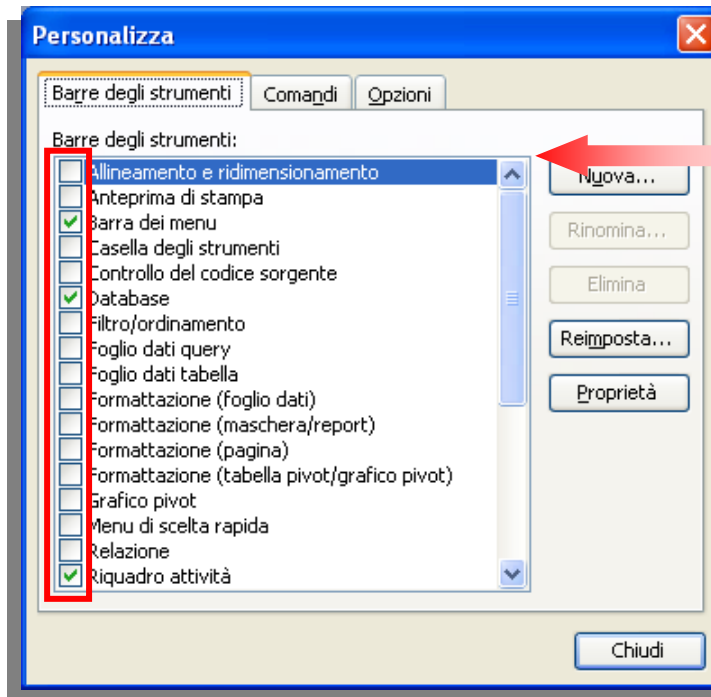 Personalizza
Barre degli strumenti
Comandi
Opzioni
Barre degli strumenti:
Allineamento e ridimensionamento
Anteprima di stampa
Barra dei menu
Casella degli strumenti
Controllo del codice sorgente
Database
Filtro/ordinamento
Foglio dati query
Foglio dati tabella
Formattazione (foglio dati)
Formattazione (maschera/report)
Formattazione (pagina)
Formattazione (tabella pivot/grafico pivot)
Grafico pivot
Menu di scelta rapida
Relazione
Riquadro attività
Nuova...
Rinomina...
Elimina
Reimposta...
Proprietà
Chiudi